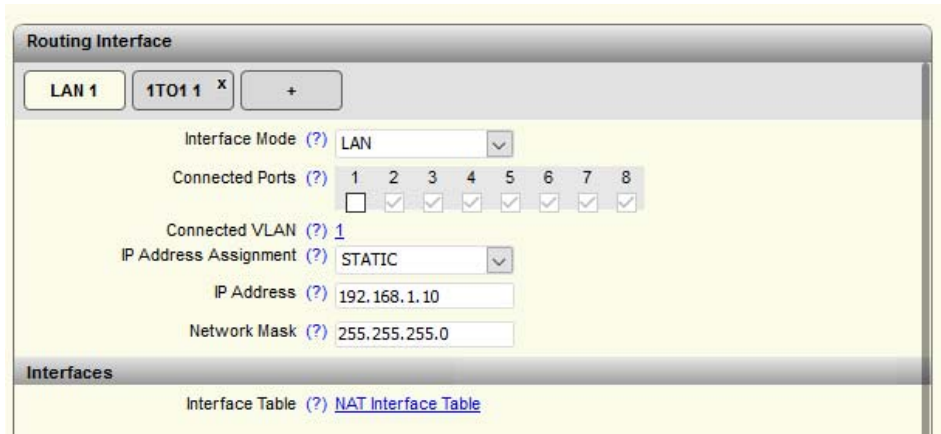 Routing Interface
LAN 1 1TO1 1 x +
Interface Mode (?) LAN
Connected Ports (?) 1 2 3 4 5 6 7 8
Connected VLAN (?) 1
IP Address Assignment (?) STATIC
IP Address (?) 192.168.1.10
Network Mask (?) 255.255.255.0
Interfaces
Interface Table (?) NAT Interface Table